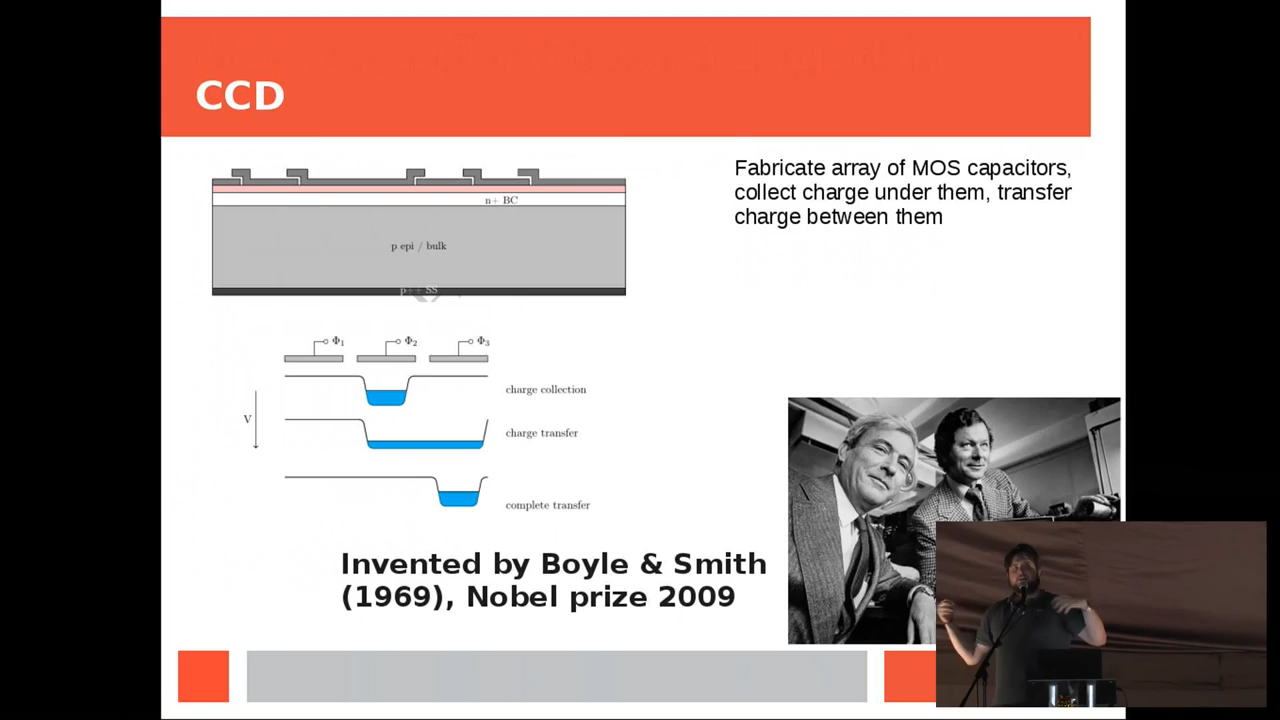 CCD
Fabricate array of MOS capacitors,
collect charge under them, transfer
charge between them
n+ BC
p epi / bulk
p++ SS
Φ1
Φ2
Φ3
charge collection
V
charge transfer
complete transfer
Invented by Boyle & Smith
(1969), Nobel prize 2009